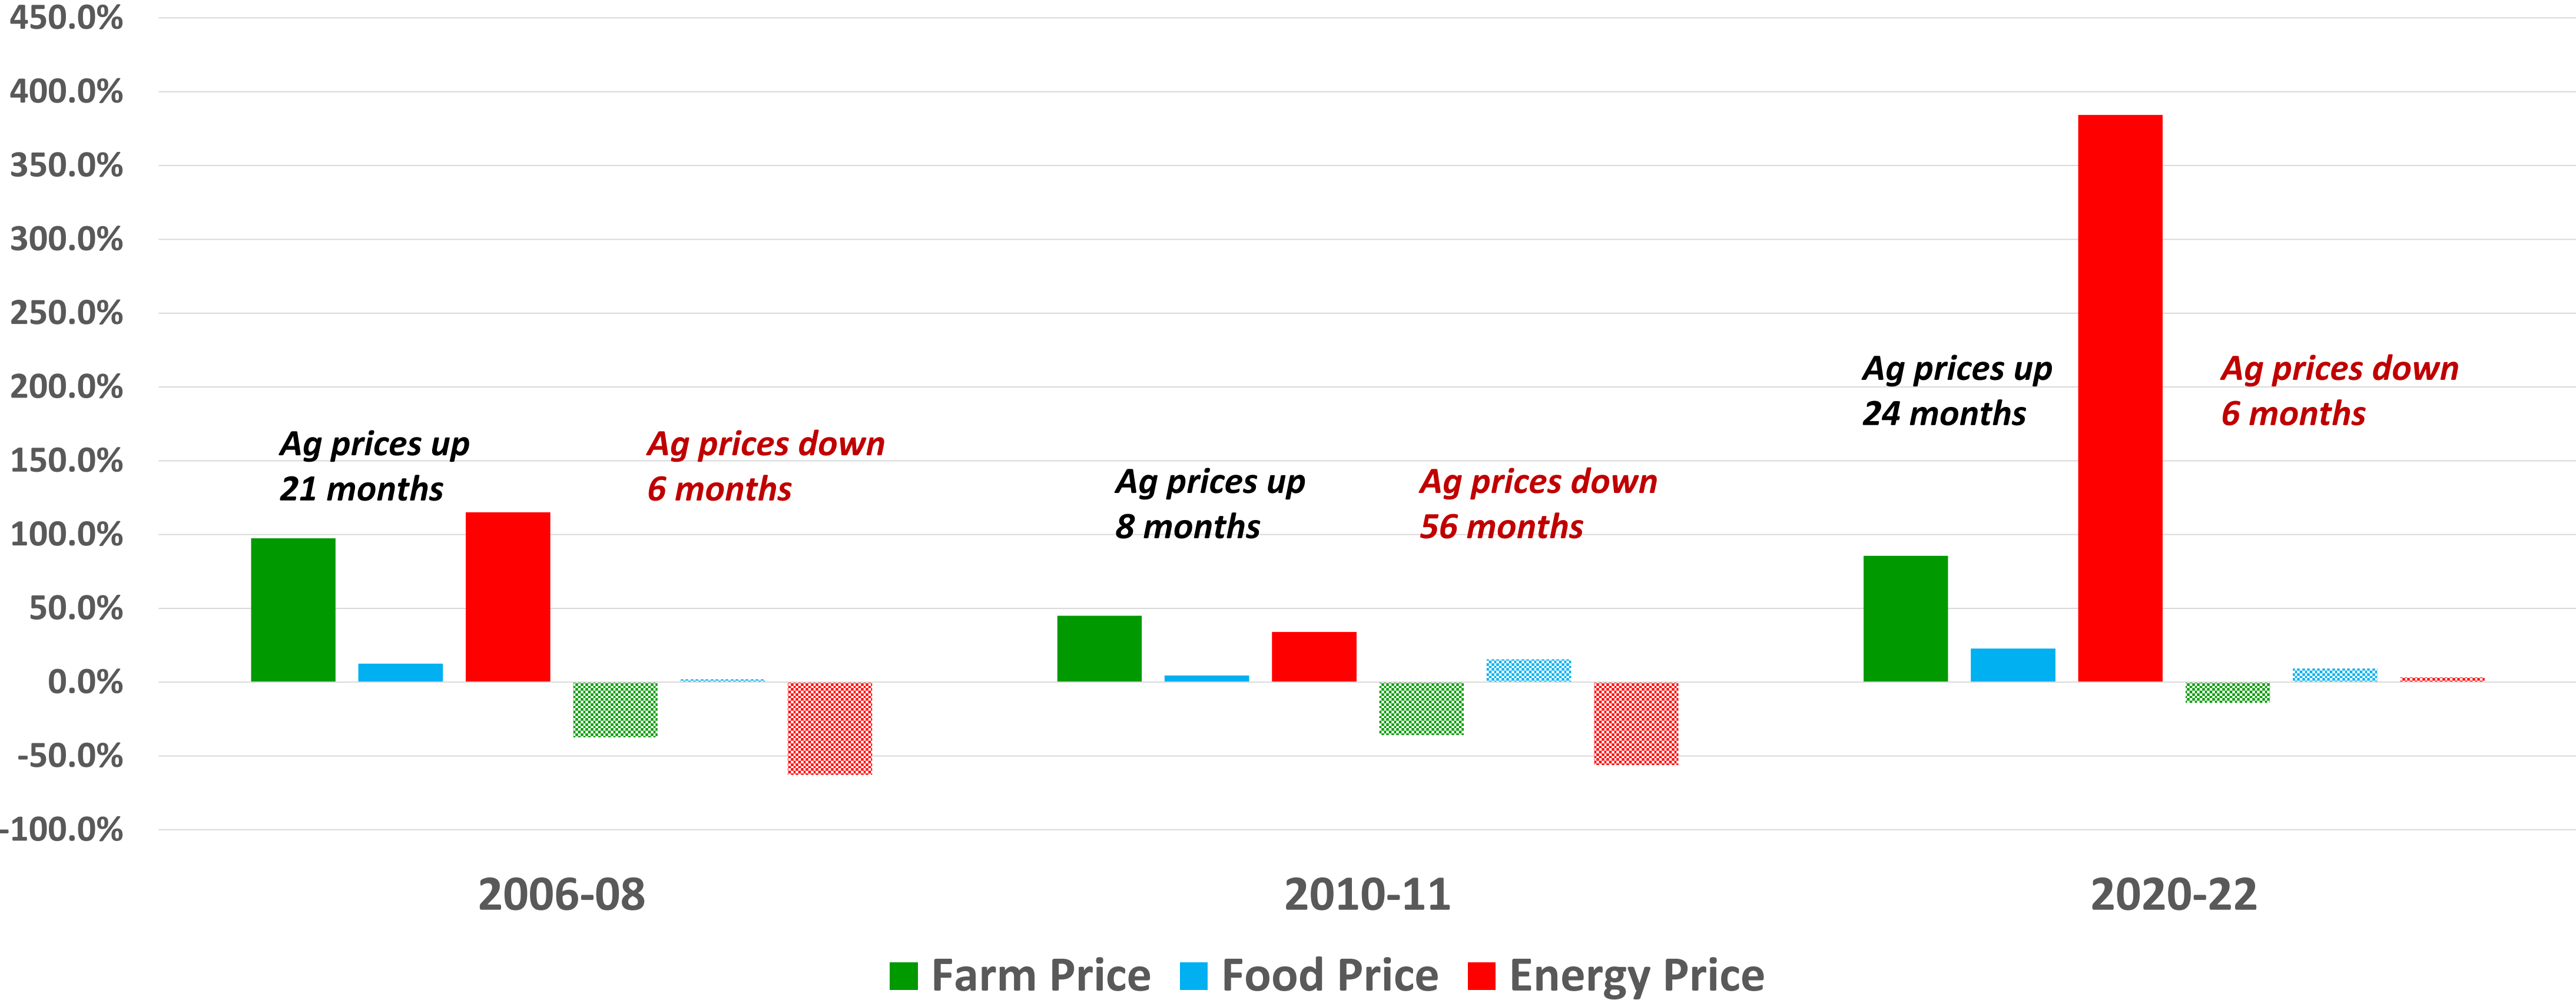 450.0%
400.0%
350.0%
300.0%
250.0%
200.0%
150.0%
100.0%
50.0%
0.0%
-50.0%
-100.0%
Ag prices up
21 months
Ag prices down
6 months
Ag prices up
8 months
Ag prices down
56 months
Ag prices up
24 months
Ag prices down
6 months
2006-08
2010-11
2020-22
Farm Price
Food Price
Energy Price